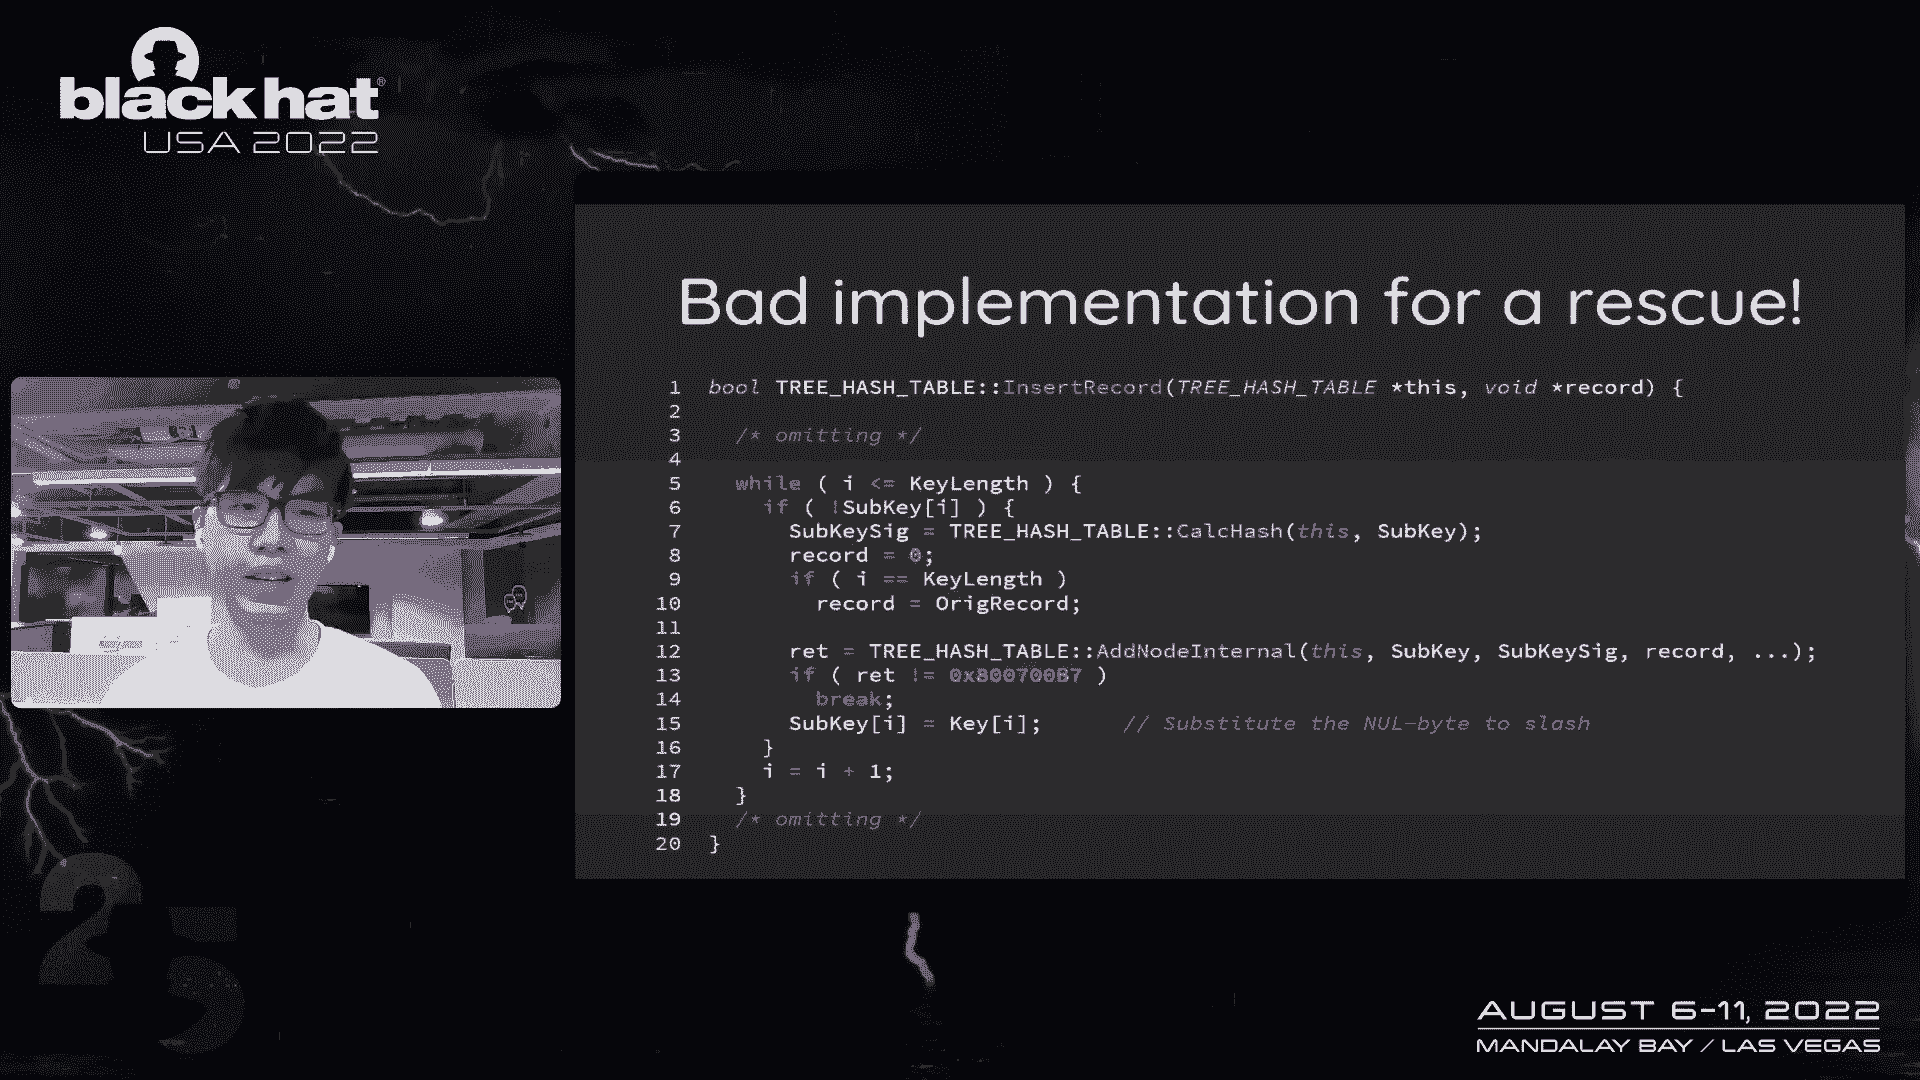 black hat®
USA 2022
Bad implementation for a rescue!
1 bool TREE_HASH_TABLE::InsertRecord(TREE_HASH_TABLE *this, void *record) {
2
3 /* omitting */
4
5 while ( i <= KeyLength ) {
6 if ( !SubKey[i] ) {
7 SubKeySig = TREE_HASH_TABLE::CalcHash(this, SubKey);
8 record = 0;
9 if ( i == KeyLength )
10 record = OrigRecord;
11
12 ret = TREE_HASH_TABLE::AddNodeInternal(this, SubKey, SubKeySig, record, ...);
13 if ( ret != 0x800700B7 )
14 break;
15 SubKey[i] = Key[i]; // Substitute the NUL-byte to slash
16 }
17 i = i + 1;
18 }
19 /* omitting */
20 }
25
AUGUST 6-11, 2022
MANDALAY BAY / LAS VEGAS